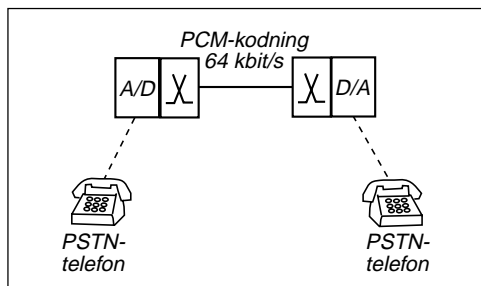 PCM-kodning
64 kbit/s
A/D
D/A
PSTN-
telefon
PSTN-
telefon